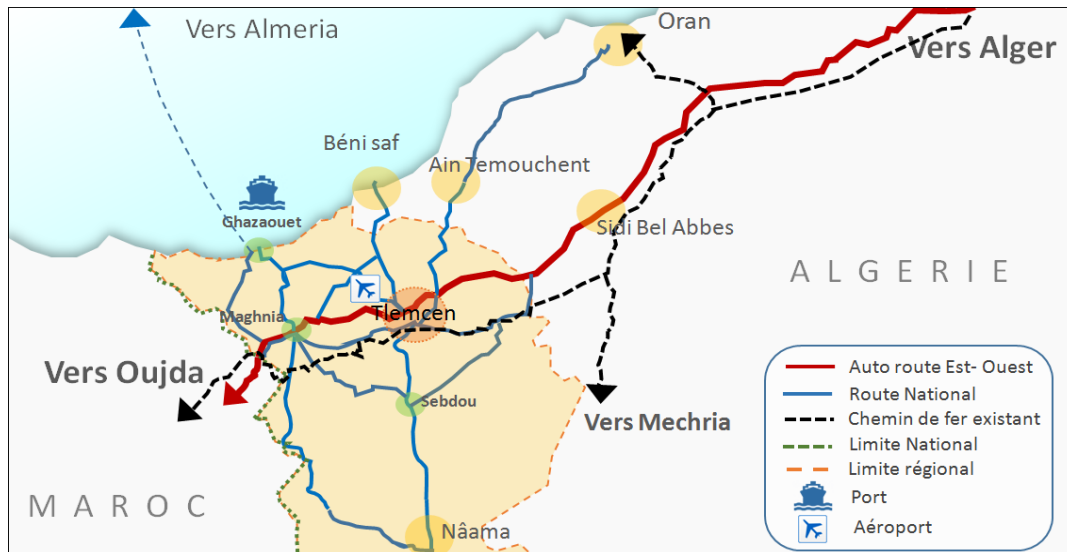 Vers Almeria
Oran
Vers Alger
Béni saf
Ain Temouchent
Ghazaouet
Sidi Bel Abbes
ALGERIE
Maghnia
Tlemcen
Vers Oujda
Sebdou
Vers Mechria
MAROC
Nâama
Auto route Est- Ouest
Route National
Chemin de fer existant
Limite National
Limite régional
Port
Aéroport